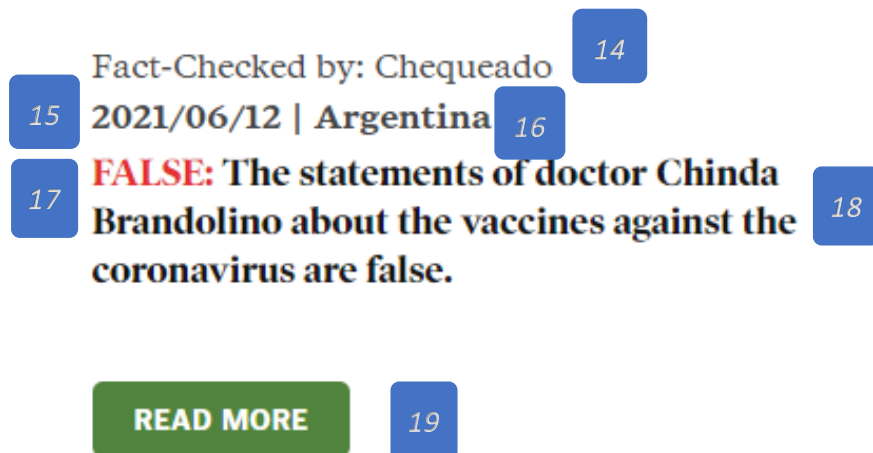 Fact-Checked by: Chequeado 14
15 2021/06/12 | Argentina 16
17 FALSE: The statements of doctor Chinda
Brandolino about the vaccines against the 18
coronavirus are false.
READ MORE 19